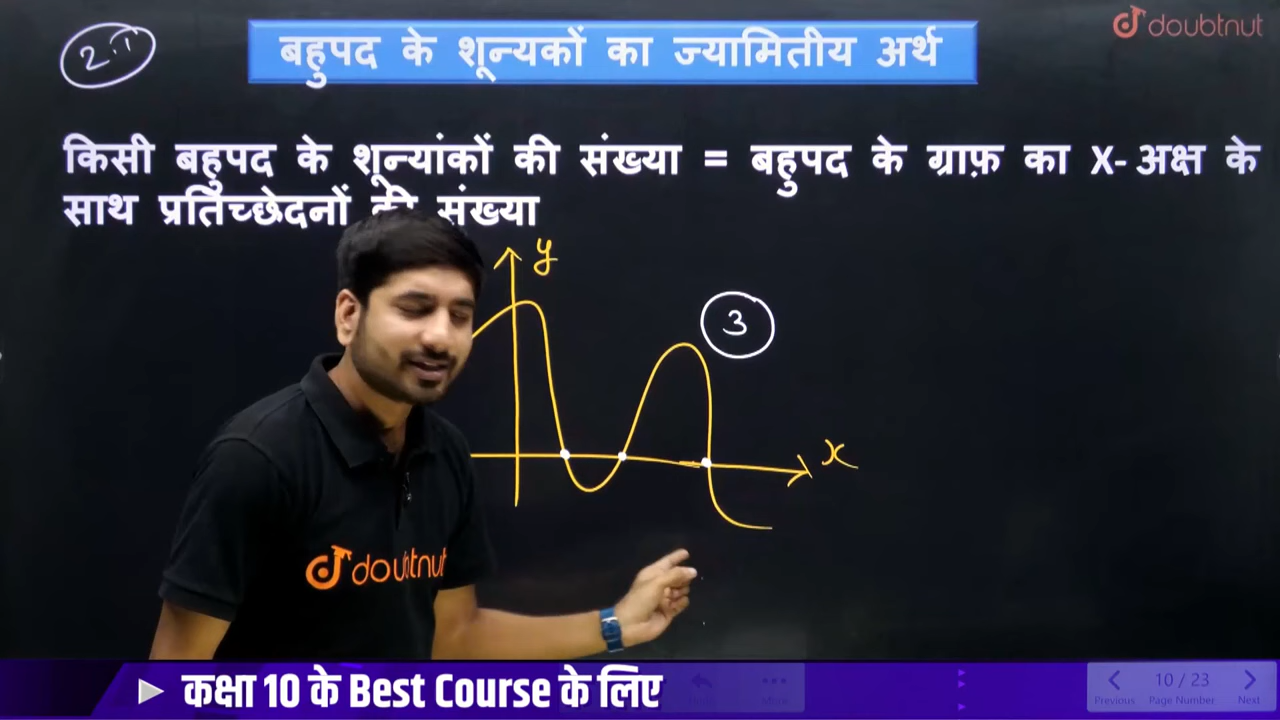 2.1
बहुपद के शून्यकों का ज्यामितीय अर्थ
doubtnut
किसी बहुपद के शून्यांकों की संख्या = बहुपद के ग्राफ़ का X- अक्ष के
साथ प्रतिच्छेदनों की संख्या
y
3
x
doubtnut
कक्षा 10 के Best Course के लिए
10 / 23
Previous Page Number Next